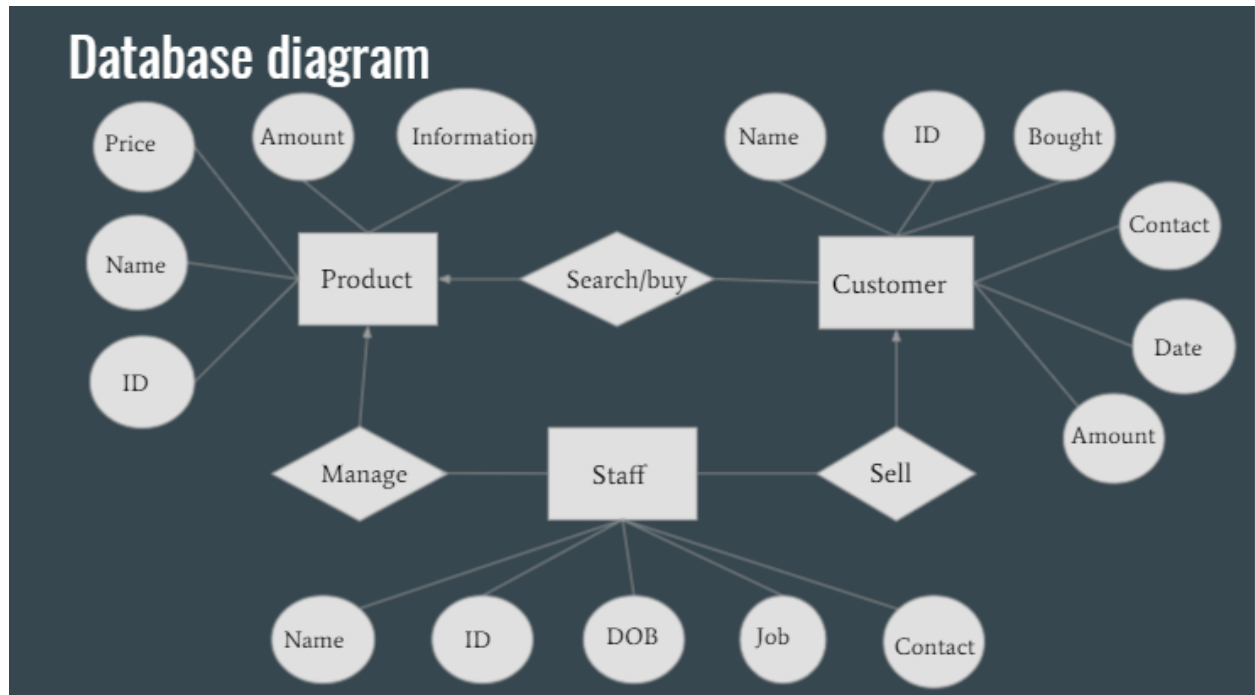 Database diagram
Price
Amount
Information
Name
ID
Bought
Name
Product
Search/buy
Customer
Contact
ID
Date
Amount
Manage
Staff
Sell
Name
ID
DOB
Job
Contact